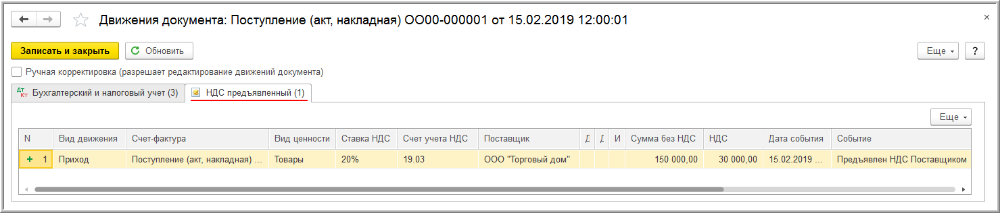 Движения документа: Поступление (акт, накладная) ОО00-000001 от 15.02.2019 12:00:01
Записать и закрыть Обновить Еще ?
Ручная корректировка (разрешает редактирование движений документа)
Дт Кт Бухгалтерский и налоговый учет (3) НДС предъявленный (1)
Еще
N Вид движения Счет-фактура Вид ценности Ставка НДС Счет учета НДС Поставщик Д Д И Сумма без НДС НДС Дата события Событие
1 Приход Поступление (акт, накладная) ... Товары 20% 19.03 ООО "Торговый дом" 150 000,00 30 000,00 15.02.2019 ... Предъявлен НДС Поставщиком